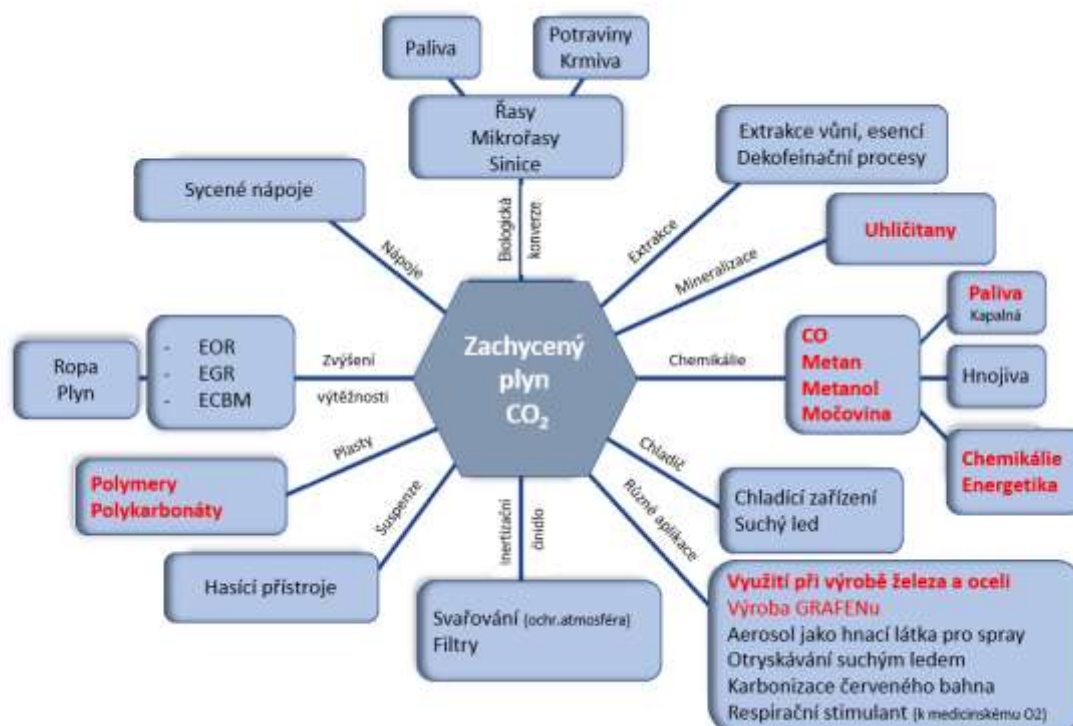 Paliva
Potraviny
Krmiva
Řasy
Mikrořasy
Sinice
Extrakce vůní, esencí
Dekofeinační procesy
Sycené nápoje
Nápoje
Biologická
konverze
Extrakce
Uhličitany
Mineralizace
Zachycený
plyn
CO₂
Ropa
Plyn
- EOR
- EGR
- ECBM
Zvýšení
výtěžnosti
Chemikálie
CO
Metan
Metanol
Močovina
Paliva
Kapalná
Hnojiva
Chemikálie
Energetika
Plasty
Polymery
Polykarbonáty
Suspenze
Hasící přístroje
inertizační
činidlo
Svařování (ochr.atmosféra)
Filtry
Chladič
Chladicí zařízení
Suchý led
Různé aplikace
Využití při výrobě železa a oceli
Výroba GRAFENu
Aerosol jako hnací látka pro spray
Otryskávání suchým ledem
Karbonizace červeného bahna
Respirační stimulant (k medicinskému O2)